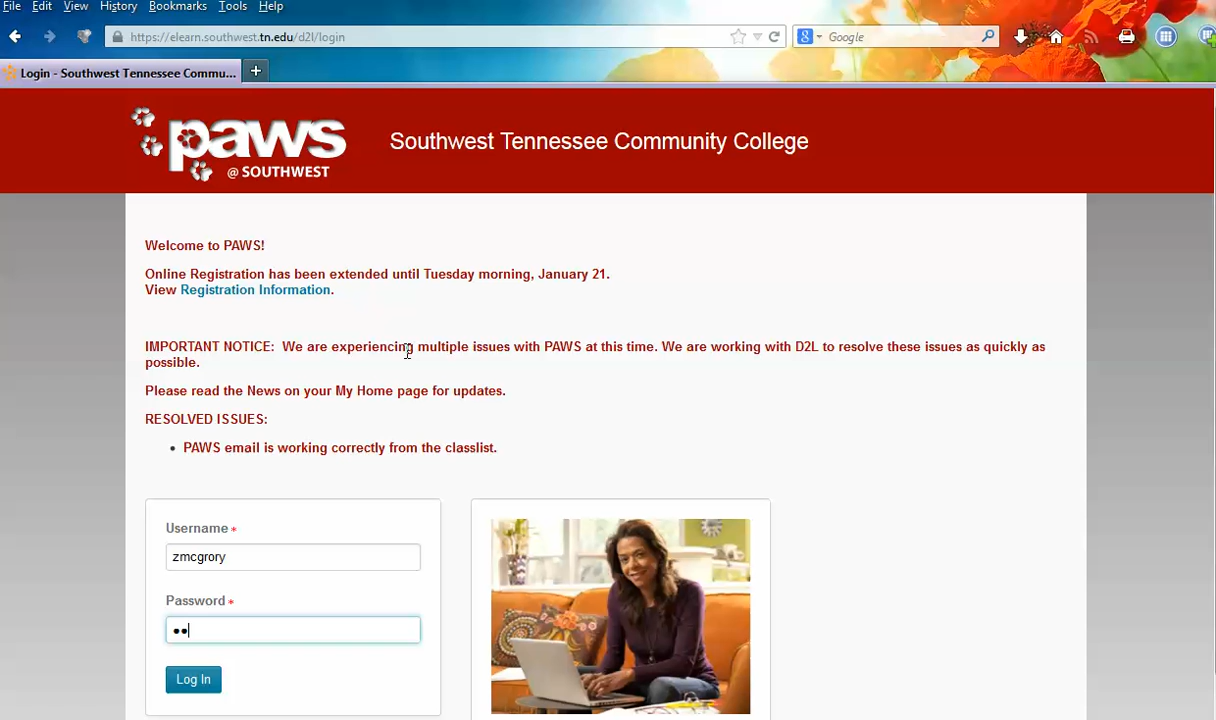 File Edit View History Bookmarks Tools Help
https://elearn.southwest.tn.edu/d2l/login
Google
Login - Southwest Tennessee Commu...
paws
@ SOUTHWEST
Southwest Tennessee Community College
Welcome to PAWS!
Online Registration has been extended until Tuesday morning, January 21.
View Registration Information.
IMPORTANT NOTICE: We are experiencing multiple issues with PAWS at this time. We are working with D2L to resolve these issues as quickly as
possible.
Please read the News on your My Home page for updates.
RESOLVED ISSUES:
• PAWS email is working correctly from the classlist.
Username *
zmcgrory
Password *
••
Log In